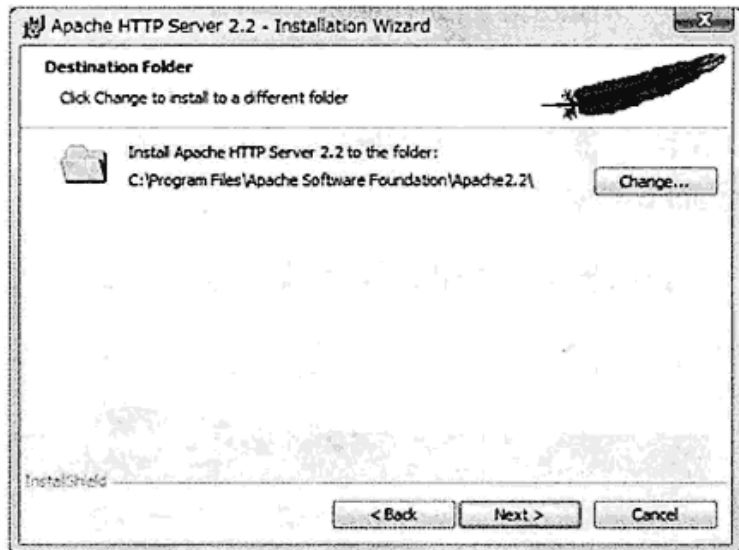 Apache HTTP Server 2.2 - Installation Wizard
Destination Folder
Click Change to install to a different folder
Install Apache HTTP Server 2.2 to the folder:
C:\Program Files\Apache Software Foundation\Apache2.2\
Change...
InstallShield
< Back
Next >
Cancel